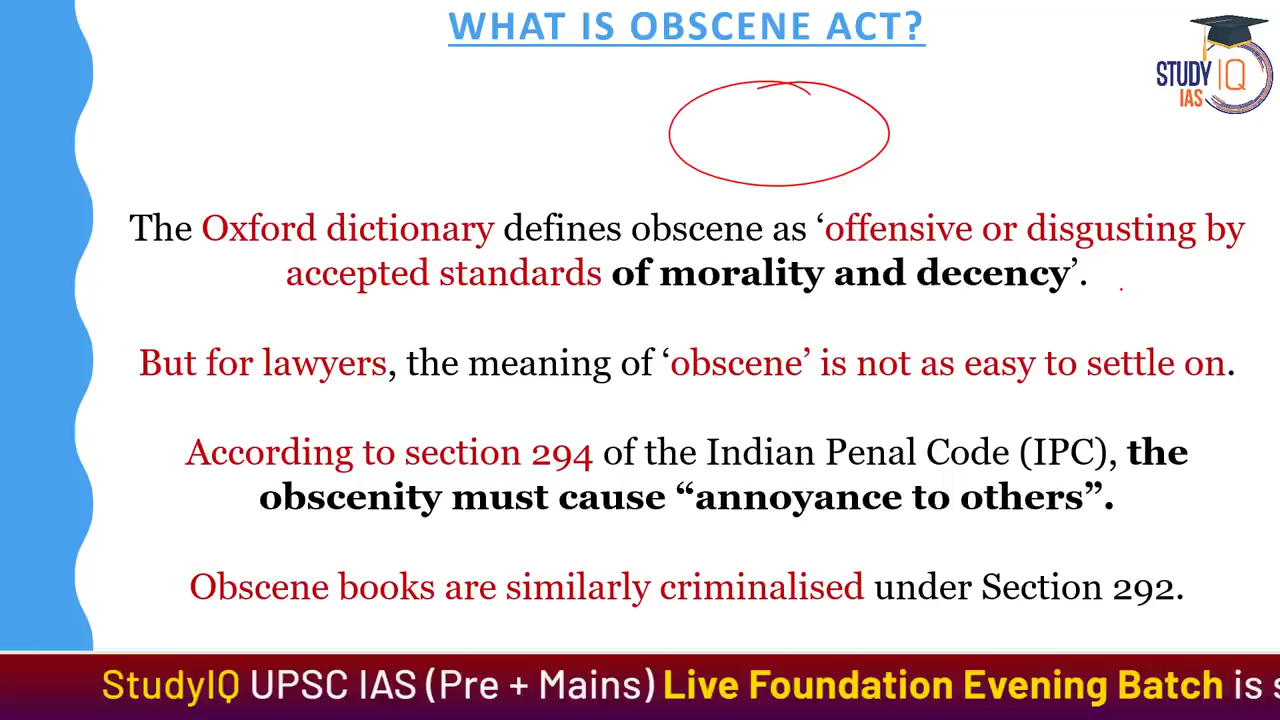 WHAT IS OBSCENE ACT?
STUDY IQ
IAS
The Oxford dictionary defines obscene as ‘offensive or disgusting by
accepted standards of morality and decency’.
But for lawyers, the meaning of ‘obscene’ is not as easy to settle on.
According to section 294 of the Indian Penal Code (IPC), the
obscenity must cause “annoyance to others”.
Obscene books are similarly criminalised under Section 292.
StudyIQ UPSC IAS (Pre + Mains) Live Foundation Evening Batch is